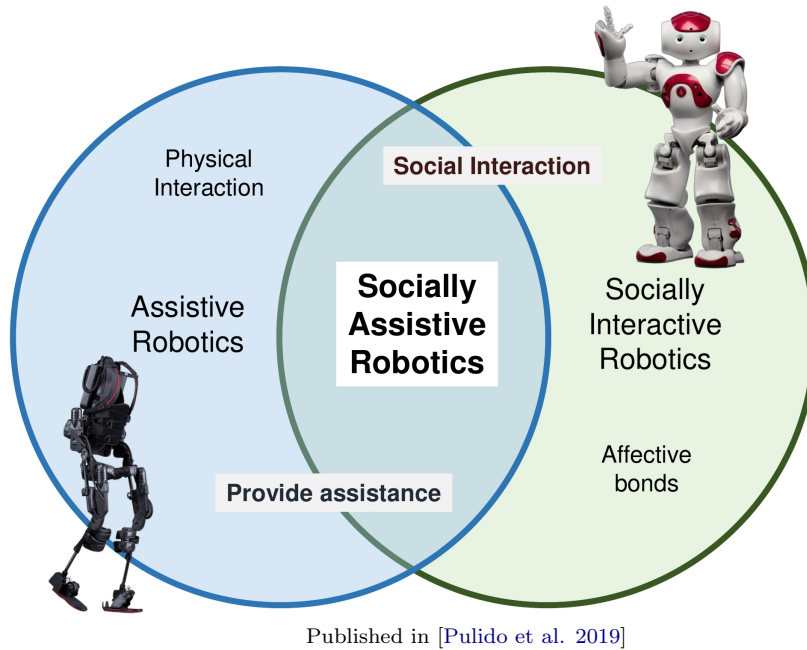 Physical
Interaction
Social Interaction
Assistive
Robotics
Socially
Assistive
Robotics
Socially
Interactive
Robotics
Affective
bonds
Provide assistance
Published in [Pulido et al. 2019]